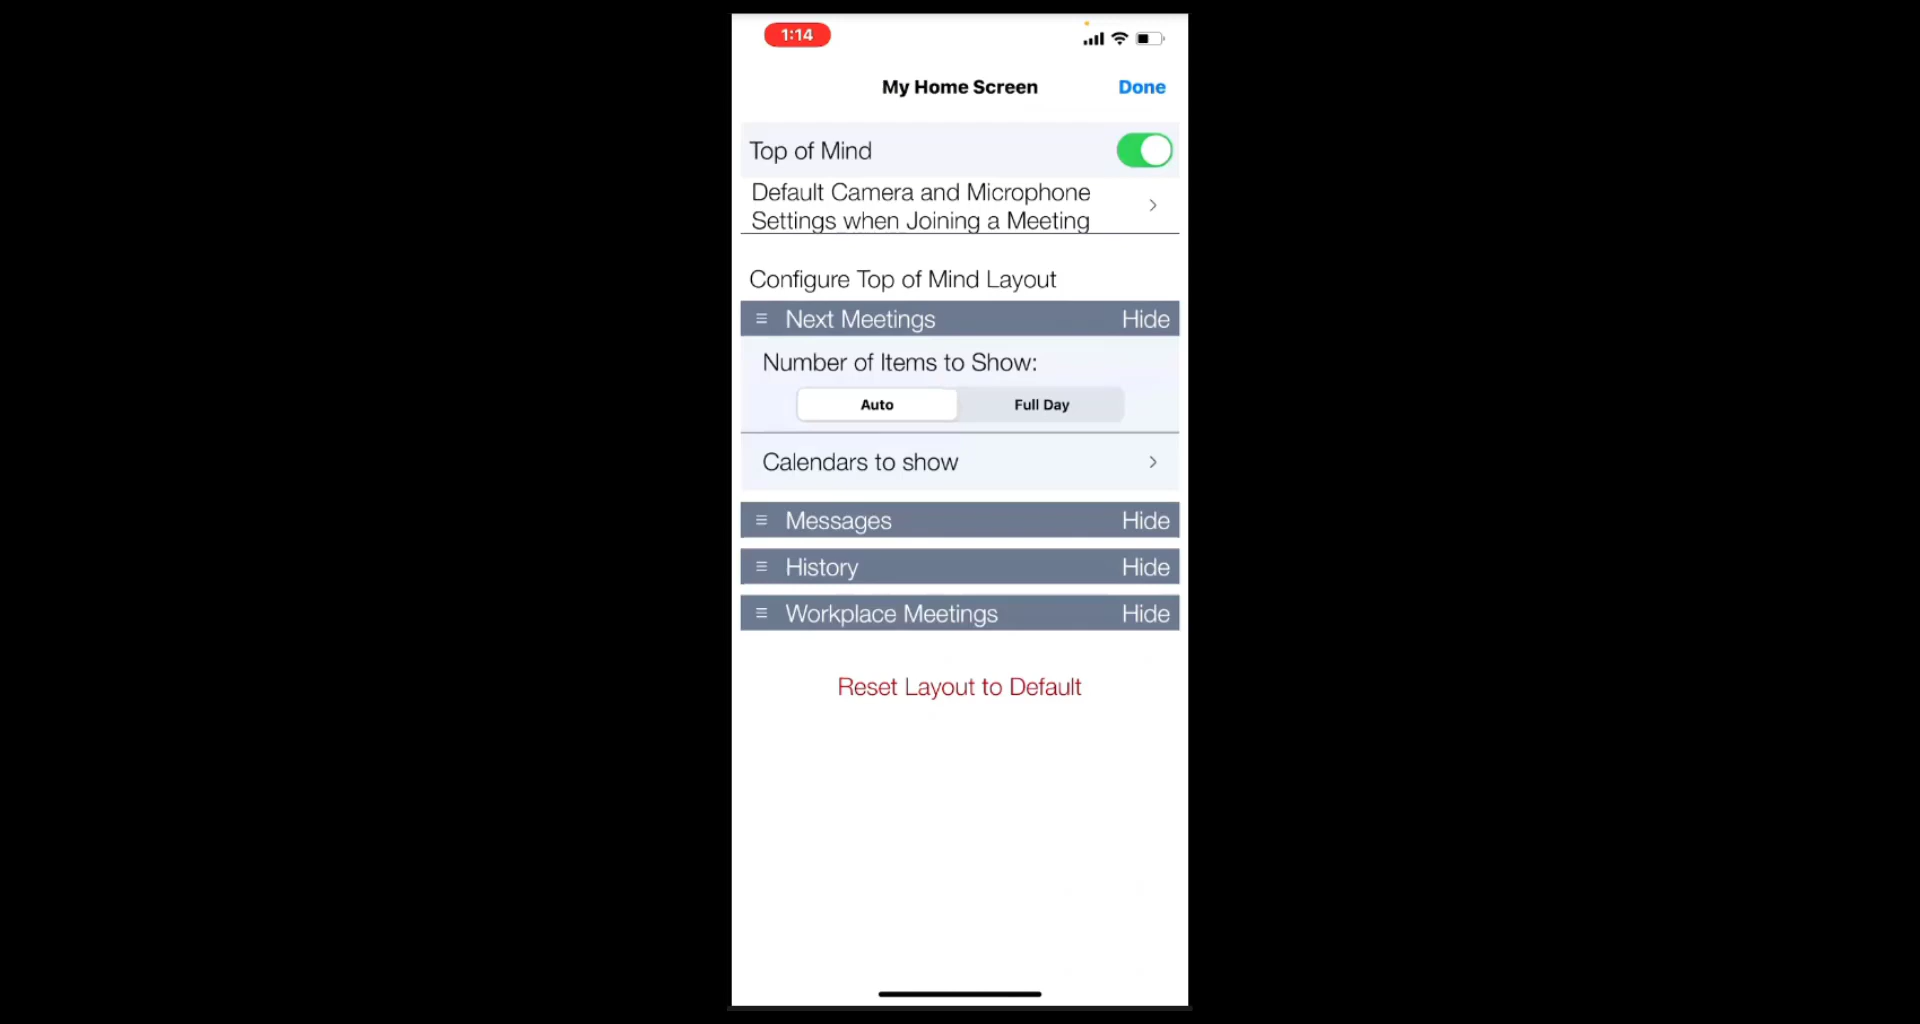 1:14
My Home Screen
Done
Top of Mind
Default Camera and Microphone
Settings when Joining a Meeting
Configure Top of Mind Layout
Next Meetings Hide
Number of Items to Show:
Auto Full Day
Calendars to show
Messages Hide
History Hide
Workplace Meetings Hide
Reset Layout to Default